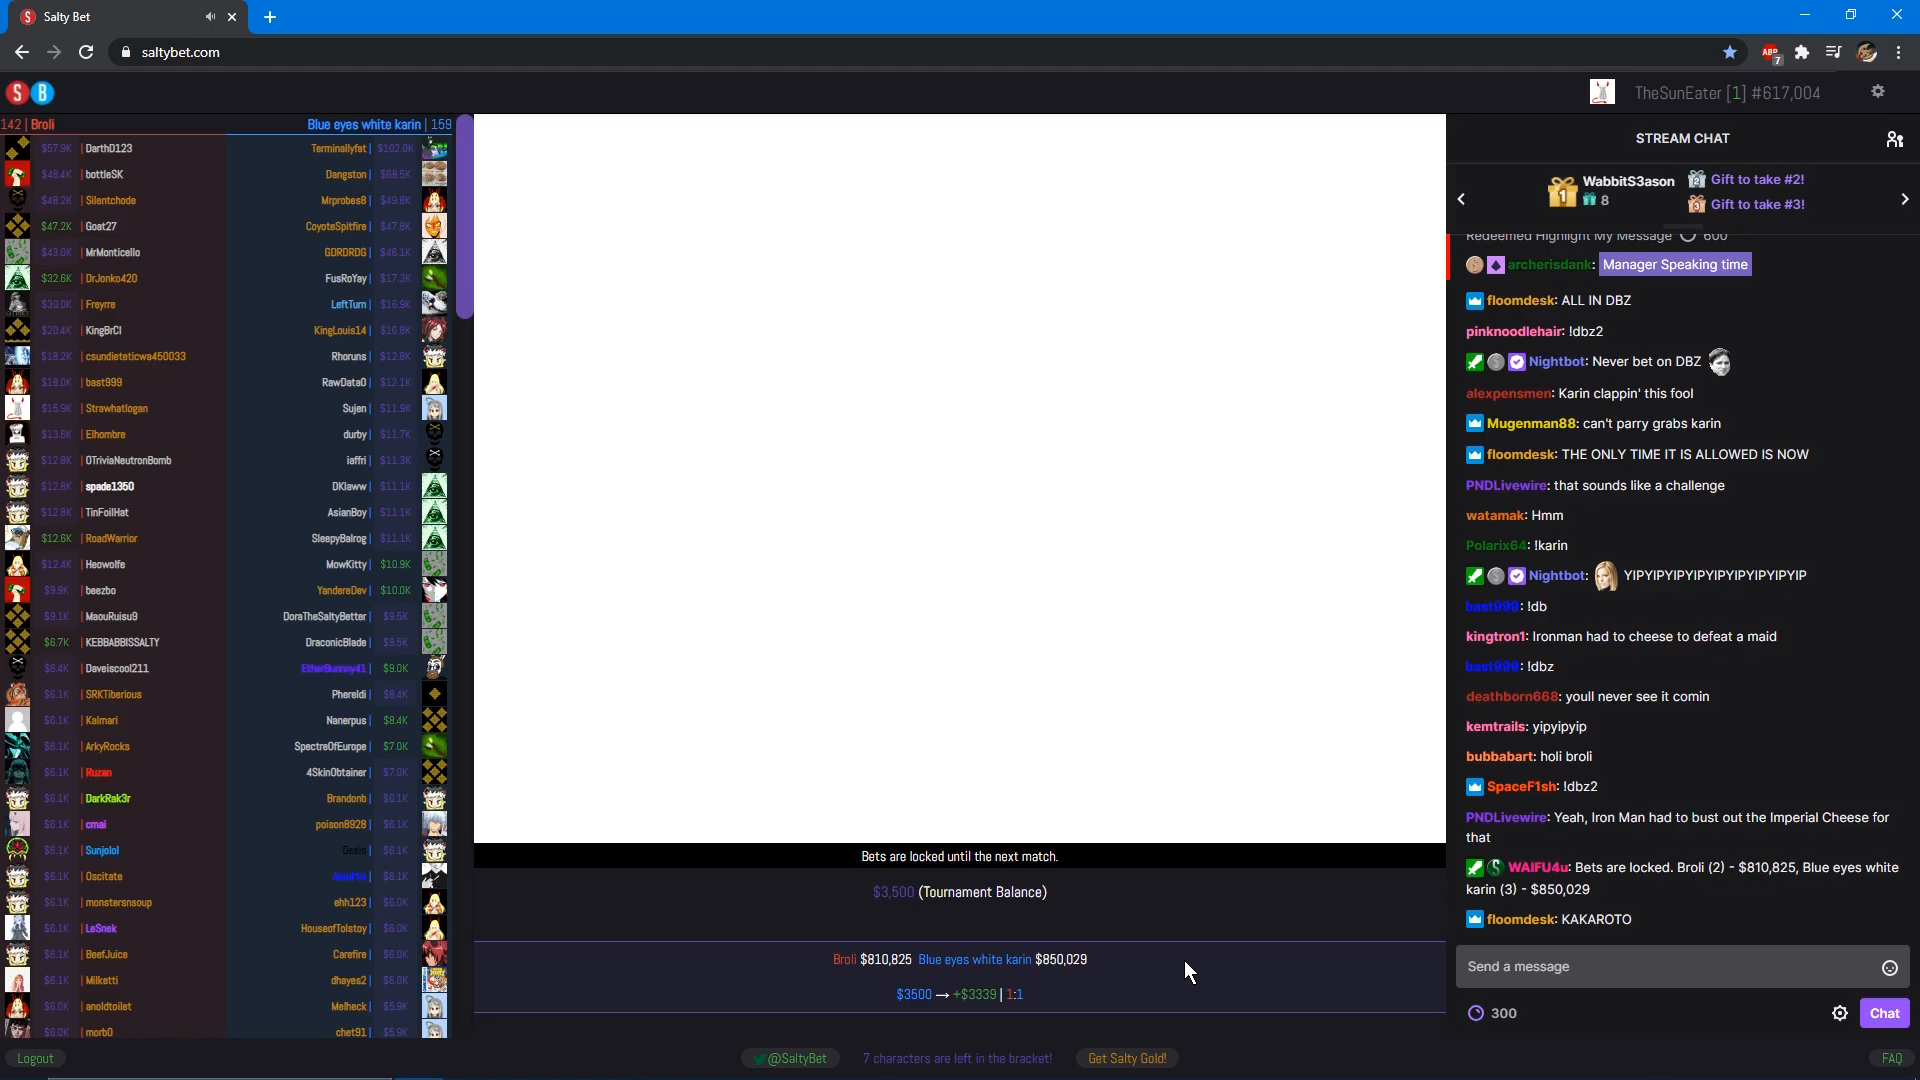 Salty Bet
saltybet.com
ABP
7
S B
TheSunEater [1] #617,004
142 | Broli
Blue eyes white karin | 159
$57.9K | DarthD123
Terminallyfat | $102.0K
$49.4K | bottleSK
Dangston | $68.5K
$48.2K | Silentchode
Mrprobes8 | $49.8K
$47.2K | Goat27
CoyoteSpitfire | $47.8K
$43.0K | MrMonticello
GDRDRDG | $46.1K
$32.6K | DrJonko420
FusRoYay | $17.3K
$30.0K | Freyrre
LeftTurn | $16.9K
$20.4K | KingBrCl
KingLouis14 | $16.8K
$18.2K | csundieteticwa450033
Rhoruns | $12.8K
$18.0K | bast999
RawData0 | $12.1K
$15.9K | Strawhatlogan
Sujen | $11.9K
$13.6K | Elhombre
durby | $11.7K
$12.8K | OTriviaNeutronBomb
iaffri | $11.3K
$12.8K | spade1350
DKlaww | $11.1K
$12.8K | TinFoilHat
AsianBoy | $11.1K
$12.6K | RoadWarrior
SleepyBalrog | $11.1K
$12.4K | Heowolfe
MowKitty | $10.9K
$9.9K | beezbo
YandereDev | $10.0K
$9.1K | MaouRuisu9
DoraTheSaltyBetter | $9.5K
$6.7K | KEBBABBISSALTY
DraconicBlade | $9.5K
$6.4K | Daveiscool211
EtherBunnny41 | $9.0K
$6.1K | SRKTiberious
Phereldi | $8.4K
$6.1K | Kalmari
Nanerpus | $8.4K
$6.1K | ArkyRocks
SpectreOfEurope | $7.0K
$6.1K | Ruzan
4SkinObtainer | $7.0K
$6.1K | DarkRak3r
Brandonb | $6.1K
$6.1K | cmai
poison8928 | $6.1K
$6.1K | Sunjolol
$6.1K
$6.1K | Oscitate
$6.1K
$6.1K | monstersnsoup
ehh123 | $6.0K
$6.1K | LeSnek
HouseofTolstoy | $6.0K
$6.1K | BeefJuice
Carefire | $6.0K
$6.1K | Milketti
dhayes2 | $6.0K
$6.0K | anoldtoilet
Melheck | $5.9K
$6.0K | morb0
chet91 | $5.9K
Bets are locked until the next match.
$3,500 (Tournament Balance)
Broli $810,825 Blue eyes white karin $850,029
$3500 → +$3339 | 1:1
Logout
@SaltyBet
7 characters are left in the bracket!
Get Salty Gold!
FAQ
STREAM CHAT
1 WabbitS3ason
8
2 Gift to take #2!
3 Gift to take #3!
Redeemed Highlight My Message 600
archerisdank: Manager Speaking time
floomdesk: ALL IN DBZ
pinknoodlehair: !dbz2
Nightbot: Never bet on DBZ
alexpensmen: Karin clappin' this fool
Mugenman88: can't parry grabs karin
floomdesk: THE ONLY TIME IT IS ALLOWED IS NOW
PNDLivewire: that sounds like a challenge
watamak: Hmm
Polarix64: !karin
Nightbot: YIPYIPYIPYIPYIPYIPYIPYIPYIP
bast999: !db
kingtron1: Ironman had to cheese to defeat a maid
bast999: !dbz
deathborn668: youll never see it comin
kemtrails: yipyipyip
bubbabart: holi broli
SpaceF1sh: !dbz2
PNDLivewire: Yeah, Iron Man had to bust out the Imperial Cheese for
that
WAIFU4u: Bets are locked. Broli (2) - $810,825, Blue eyes white
karin (3) - $850,029
floomdesk: KAKAROTO
Send a message
300
Chat